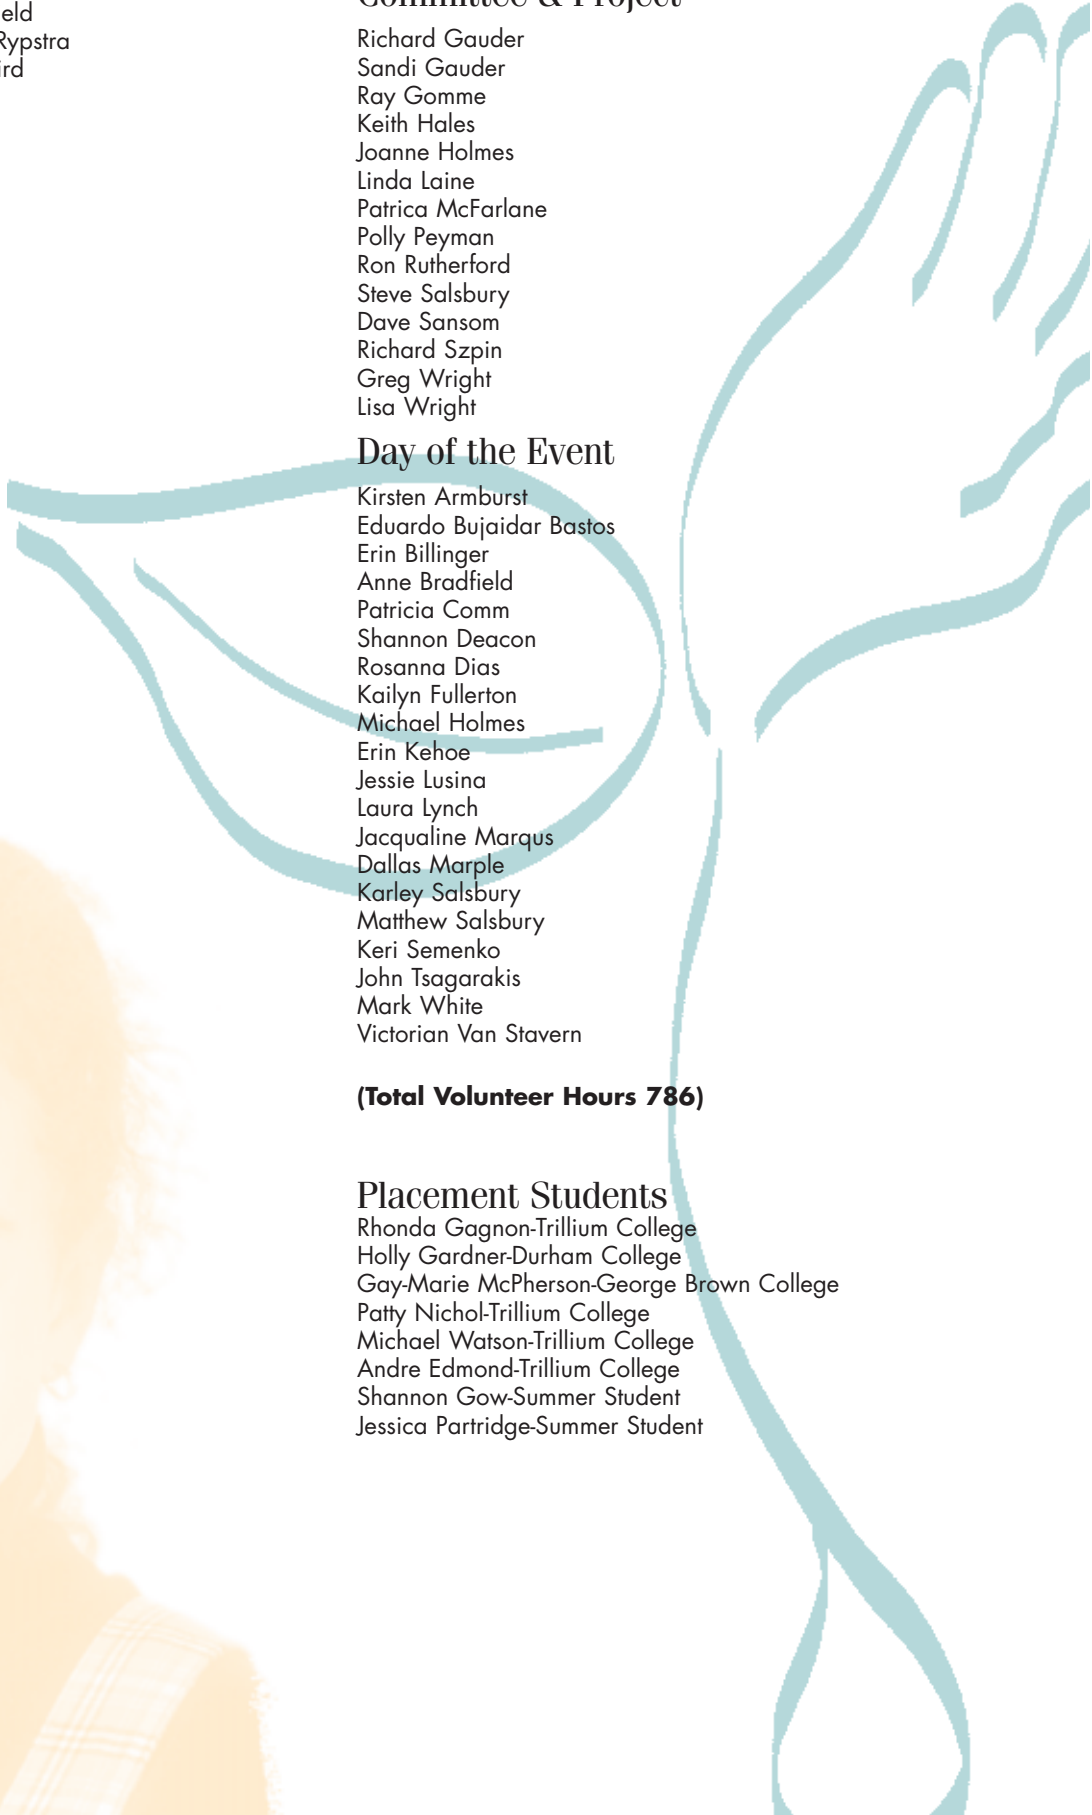 eld
Rypstra
ird
Committee & Project
Richard Gauder
Sandi Gauder
Ray Gomme
Keith Hales
Joanne Holmes
Linda Laine
Patrica McFarlane
Polly Peyman
Ron Rutherford
Steve Salsbury
Dave Sansom
Richard Szpin
Greg Wright
Lisa Wright
Day of the Event
Kirsten Armburst
Eduardo Bujaidar Bastos
Erin Billinger
Anne Bradfield
Patricia Comm
Shannon Deacon
Rosanna Dias
Kailyn Fullerton
Michael Holmes
Erin Kehoe
Jessie Lusina
Laura Lynch
Jacqualine Marqus
Dallas Marple
Karley Salsbury
Matthew Salsbury
Keri Semenko
John Tsagarakis
Mark White
Victorian Van Stavern
(Total Volunteer Hours 786)
Placement Students
Rhonda Gagnon-Trillium College
Holly Gardner-Durham College
Gay-Marie McPherson-George Brown College
Patty Nichol-Trillium College
Michael Watson-Trillium College
Andre Edmond-Trillium College
Shannon Gow-Summer Student
Jessica Partridge-Summer Student